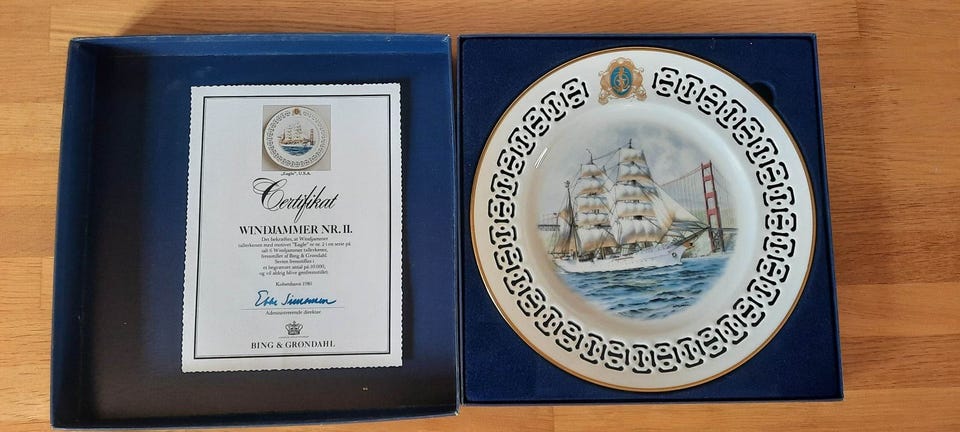 „Eagle", U.S.A.
Certifikat
WINDJAMMER NR. II.
Det bekræftes, at Windjammer
tallerkenen med motivet "Eagle" er nr. 2 i en serie på
ialt 6 Windjammer tallerkener,
fremstillet af Bing & Grøndahl.
Serien fremstilles i
et begrænset antal på 10.000,
og vil aldrig blive genfremstillet.
København 1981
Administrerende direktør
BING & GRØNDAHL